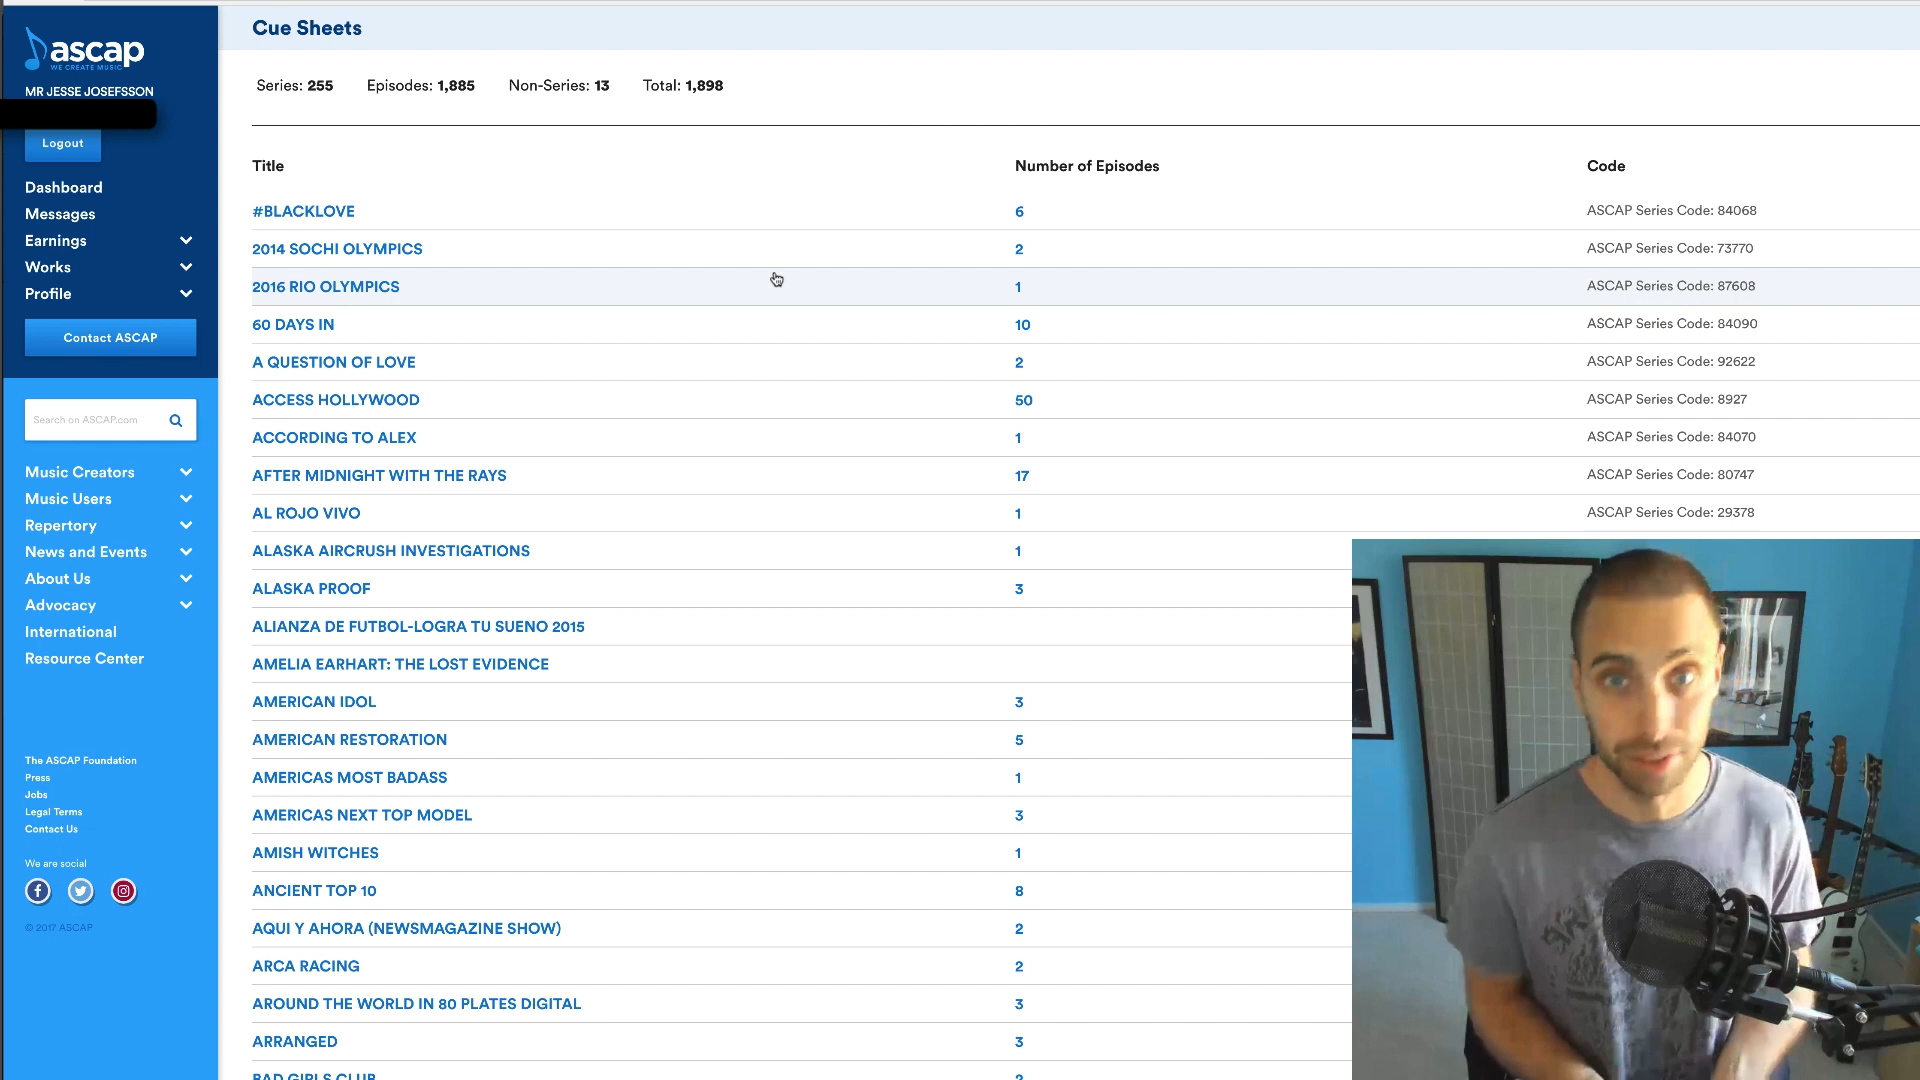 ascap
WE CREATE MUSIC
MR JESSE JOSEFSSON
Logout
Dashboard
Messages
Earnings
Works
Profile
Contact ASCAP
Search on ASCAP.com
Music Creators
Music Users
Repertory
News and Events
About Us
Advocacy
International
Resource Center
The ASCAP Foundation
Press
Jobs
Legal Terms
Contact Us
We are social
© 2017 ASCAP
Cue Sheets
Series: 255 Episodes: 1,885 Non-Series: 13 Total: 1,898
Title Number of Episodes Code
#BLACKLOVE 6 ASCAP Series Code: 84068
2014 SOCHI OLYMPICS 2 ASCAP Series Code: 73770
2016 RIO OLYMPICS 1 ASCAP Series Code: 87608
60 DAYS IN 10 ASCAP Series Code: 84090
A QUESTION OF LOVE 2 ASCAP Series Code: 92622
ACCESS HOLLYWOOD 50 ASCAP Series Code: 8927
ACCORDING TO ALEX 1 ASCAP Series Code: 84070
AFTER MIDNIGHT WITH THE RAYS 17 ASCAP Series Code: 80747
AL ROJO VIVO 1 ASCAP Series Code: 29378
ALASKA AIRCRUSH INVESTIGATIONS 1
ALASKA PROOF 3
ALIANZA DE FUTBOL-LOGRA TU SUENO 2015
AMELIA EARHART: THE LOST EVIDENCE
AMERICAN IDOL 3
AMERICAN RESTORATION 5
AMERICAS MOST BADASS 1
AMERICAS NEXT TOP MODEL 3
AMISH WITCHES 1
ANCIENT TOP 10 8
AQUI Y AHORA (NEWSMAGAZINE SHOW) 2
ARCA RACING 2
AROUND THE WORLD IN 80 PLATES DIGITAL 3
ARRANGED 3
BAD GIRLS CLUB 2